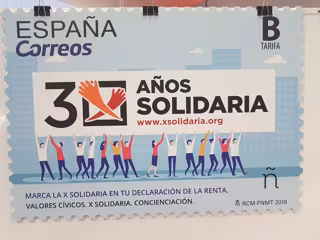 ESPAÑA
Correos
B
TARIFA
30 AÑOS
SOLIDARIA
www.xsolidaria.org
MARCA LA X SOLIDARIA EN TU DECLARACIÓN DE LA RENTA.
VALORES CÍVICOS. X SOLIDARIA. CONCIENCIACIÓN.
ñ
ñ RCM-FNMT 2018